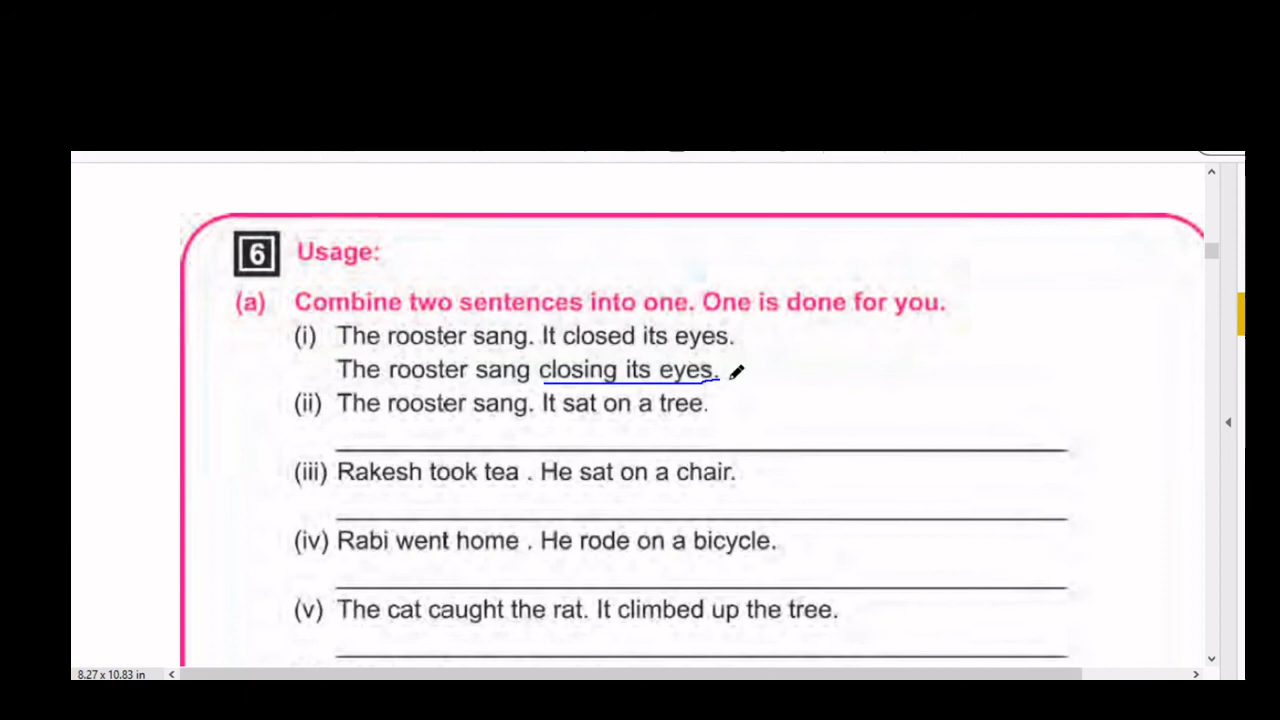 6 Usage:
(a) Combine two sentences into one. One is done for you.
(i) The rooster sang. It closed its eyes.
The rooster sang closing its eyes.
(ii) The rooster sang. It sat on a tree.
(iii) Rakesh took tea . He sat on a chair.
(iv) Rabi went home . He rode on a bicycle.
(v) The cat caught the rat. It climbed up the tree.
8.27 x 10.83 in